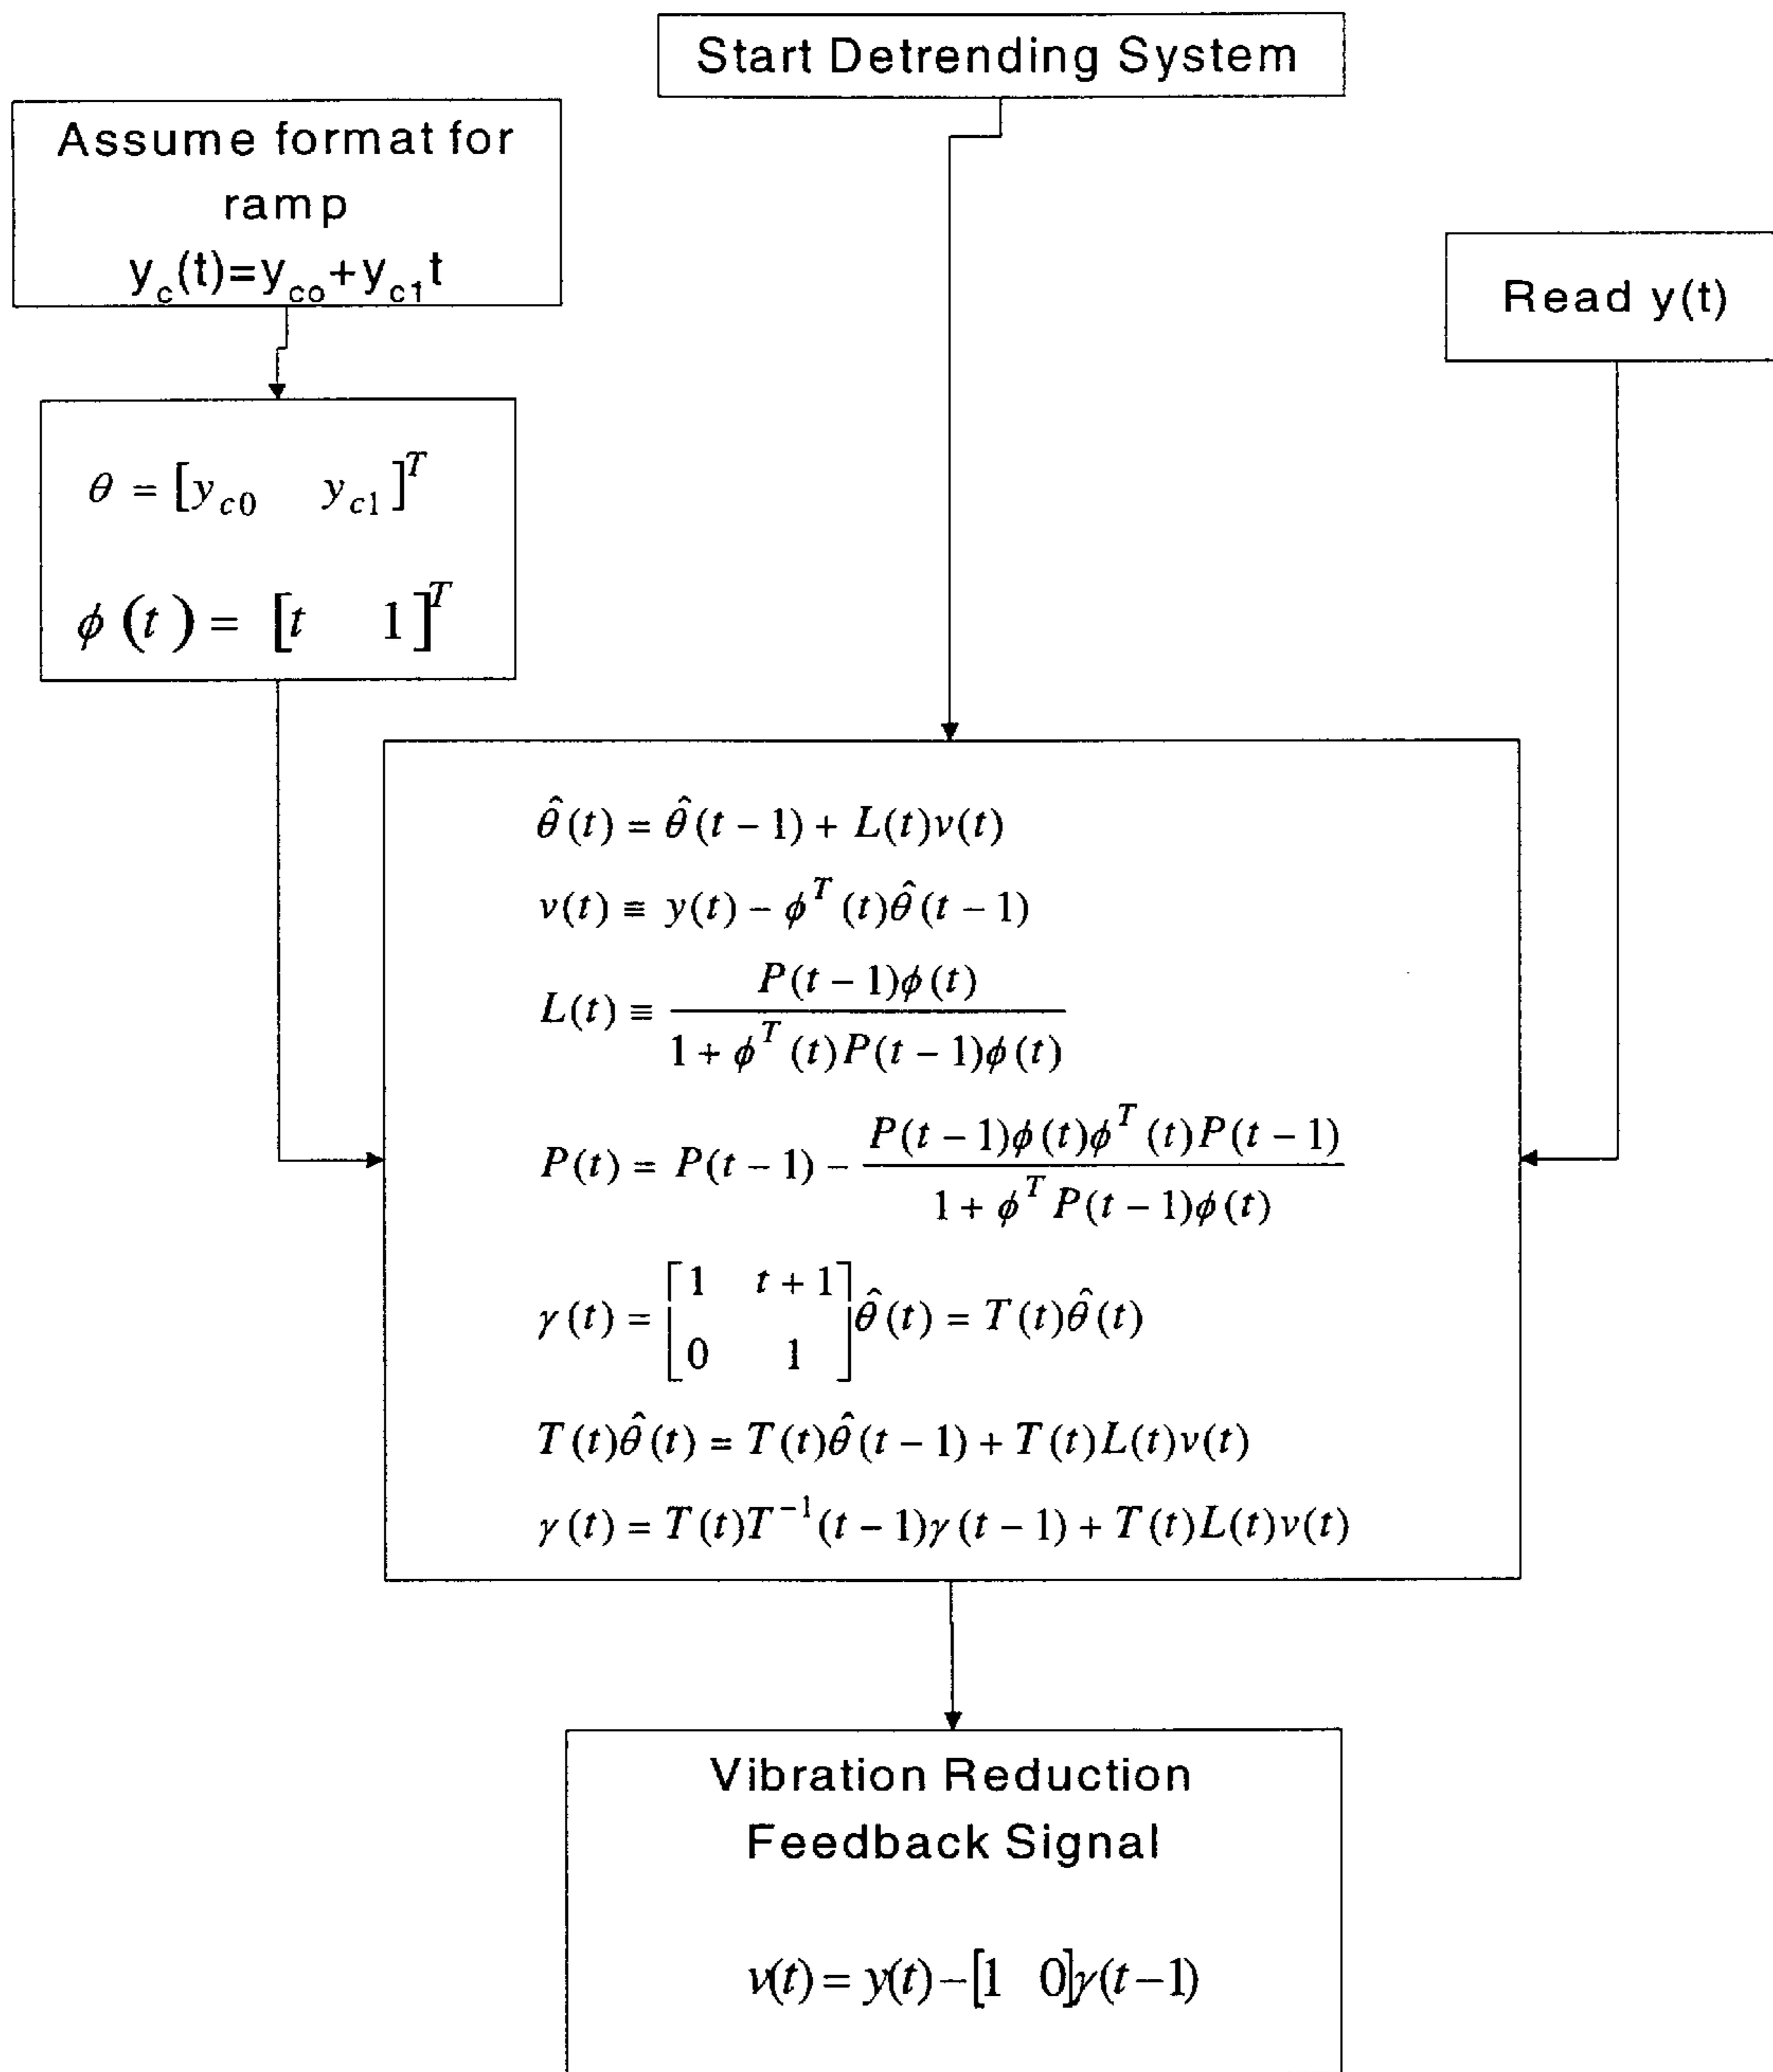 Start Detrending System
Assume format for
ramp
y_c(t)=y_co+y_c1 t
Read y(t)
θ = [y_c0  y_c1]^T
ϕ (t) = [t  1]^T
θ̂(t) = θ̂(t − 1) + L(t)v(t)
v(t) ≡ y(t) − ϕ^T (t)θ̂(t − 1)
L(t) ≡ P(t − 1)ϕ(t) / 1 + ϕ^T (t)P(t − 1)ϕ(t)
P(t) = P(t − 1) − P(t − 1)ϕ(t)ϕ^T (t)P(t − 1) / 1 + ϕ^T P(t − 1)ϕ(t)
γ(t) = [1  t + 1; 0  1] θ̂(t) = T(t)θ̂(t)
T(t)θ̂(t) = T(t)θ̂(t − 1) + T(t)L(t)v(t)
γ(t) = T(t)T^−1(t − 1)γ(t − 1) + T(t)L(t)v(t)
Vibration Reduction
Feedback Signal
v(t) = y(t) − [1  0]γ(t−1)